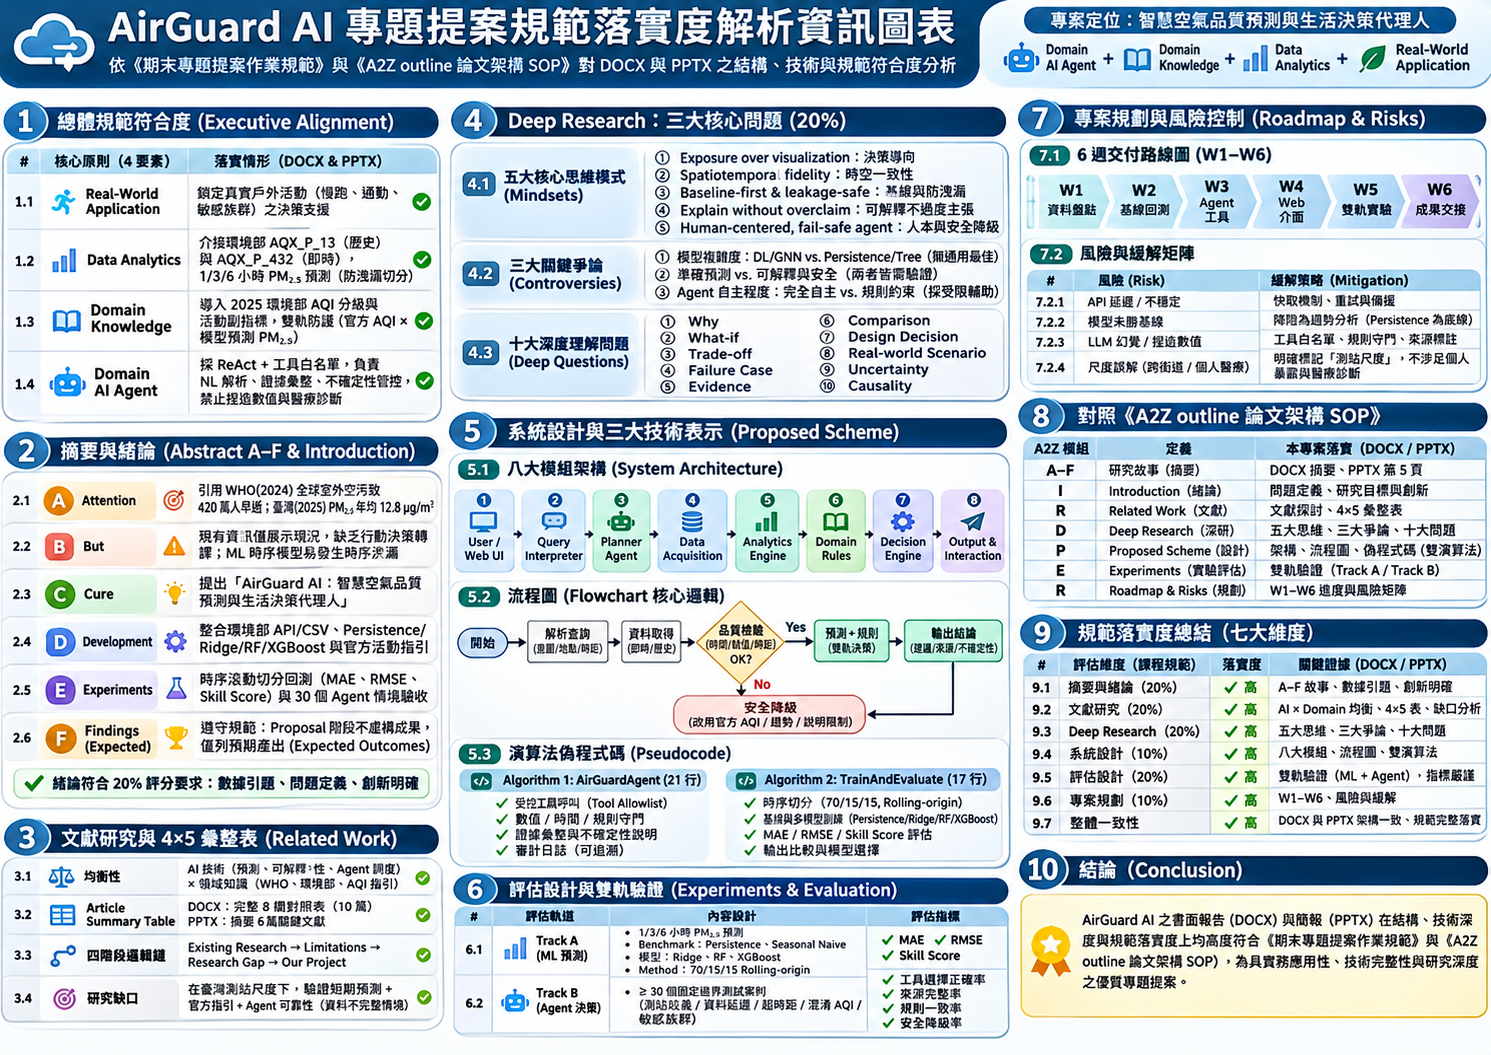 AirGuard AI 專題提案規範落實度解析資訊圖表
依《期末專題提案作業規範》與《A2Z outline 論文架構 SOP》對 DOCX 與 PPTX 之結構、技術與規範符合度分析
專案定位：智慧空氣品質預測與生活決策代理人
Domain AI Agent + Domain Knowledge + Data Analytics + Real-World Application
1 總體規範符合度 (Executive Alignment)
# 核心原則（4 要素） 落實情形（DOCX & PPTX）
1.1 Real-World Application
鎖定真實戶外活動（慢跑、通勤、
敏感族群）之決策支援
1.2 Data Analytics
介接環境部 AQX_P_13（歷史）
與 AQX_P_432（即時），
1/3/6 小時 PM₂.₅ 預測（防洩漏切分）
1.3 Domain Knowledge
導入 2025 環境部 AQI 分級與
活動副指標，雙軌防護（官方 AQI ×
模型預測 PM₂.₅）
1.4 Domain AI Agent
採 ReAct + 工具白名單，負責
NL 解析、證據彙整、不確定性管控，
禁止捏造數值與醫療診斷
2 摘要與緒論 (Abstract A–F & Introduction)
2.1 A Attention
引用 WHO(2024) 全球室外空污致
420 萬人早逝；臺灣(2025) PM₂.₅ 年均 12.8 μg/m³
2.2 B But
現有資訊僅展示現況，缺乏行動決策轉
譯；ML 時序模型易發生時序洩漏
2.3 C Cure
提出「AirGuard AI：智慧空氣品質
預測與生活決策代理人」
2.4 D Development
整合環境部 API/CSV、Persistence/
Ridge/RF/XGBoost 與官方活動指引
2.5 E Experiments
時序滾動切分回測（MAE、RMSE、
Skill Score）與 30 個 Agent 情境驗收
2.6 F Findings (Expected)
遵守規範：Proposal 階段不虛構成果，
僅列預期產出 (Expected Outcomes)
緒論符合 20% 評分要求：數據引題、問題定義、創新明確
3 文獻研究與 4×5 彙整表 (Related Work)
3.1 均衡性
AI 技術（預測、可解釋性、Agent 調度）
× 領域知識（WHO、環境部、AQI 指引）
3.2 Article Summary Table
DOCX：完整 8 欄對照表（10 篇）
PPTX：摘要 6 篇關鍵文獻
3.3 四階段邏輯鏈
Existing Research → Limitations →
Research Gap → Our Project
3.4 研究缺口
在臺灣測站尺度下，驗證短期預測 +
官方指引 + Agent 可靠性（資料不完整情境）
4 Deep Research：三大核心問題 (20%)
4.1 五大核心思維模式 (Mindsets)
① Exposure over visualization：決策導向
② Spatiotemporal fidelity：時空一致性
③ Baseline-first & leakage-safe：基線與防洩漏
④ Explain without overclaim：可解釋不過度主張
⑤ Human-centered, fail-safe agent：人本與安全降級
4.2 三大關鍵爭論 (Controversies)
① 模型複雜度：DL/GNN vs. Persistence/Tree（無通用最佳）
② 準確預測 vs. 可解釋與安全（兩者皆需驗證）
③ Agent 自主程度：完全自主 vs. 規則約束（採受限輔助）
4.3 十大深度理解問題 (Deep Questions)
① Why ⑥ Comparison
② What-if ⑦ Design Decision
③ Trade-off ⑧ Real-world Scenario
④ Failure Case ⑨ Uncertainty
⑤ Evidence ⑩ Causality
5 系統設計與三大技術表示 (Proposed Scheme)
5.1 八大模組架構 (System Architecture)
1 User / Web UI
2 Query Interpreter
3 Planner Agent
4 Data Acquisition
5 Analytics Engine
6 Domain Rules
7 Decision Engine
8 Output & Interaction
5.2 流程圖 (Flowchart 核心邏輯)
開始
解析查詢
(意圖/地點/時距)
資料取得
(即時/歷史)
品質檢驗
(時間/缺值/時距)
OK?
Yes
預測+規則
(雙軌決策)
輸出結論
(建議/來源/不確定性)
No
安全降級
(改用官方 AQI / 趨勢 / 說明限制)
5.3 演算法偽程式碼 (Pseudocode)
</> Algorithm 1: AirGuardAgent (21 行)
受控工具呼叫 (Tool Allowlist)
數值 / 時間 / 規則守門
證據彙整與不確定性說明
審計日誌（可追溯）
</> Algorithm 2: TrainAndEvaluate (17 行)
時序切分（70/15/15, Rolling-origin)
基線與多模型訓練 (Persistence/Ridge/RF/XGBoost)
MAE / RMSE / Skill Score 評估
輸出比較與模型選擇
6 評估設計與雙軌驗證 (Experiments & Evaluation)
# 評估軌道 內容設計 評估指標
6.1 Track A (ML 預測)
• 1/3/6 小時 PM₂.₅ 預測
• Benchmark：Persistence、Seasonal Naive
• 模型：Ridge、RF、XGBoost
• Method：70/15/15 Rolling-origin
MAE RMSE
Skill Score
6.2 Track B (Agent 決策)
• ≥ 30 個固定邊界測試案例
(測站歧義 / 資料延遲 / 超時距 / 混淆 AQI /
敏感族群)
工具選擇正確率
來源完整率
規則一致率
安全降級率
7 專案規劃與風險控制 (Roadmap & Risks)
7.1 6 週交付路線圖 (W1–W6)
W1 資料盤點
W2 基線回測
W3 Agent 工具
W4 Web 介面
W5 雙軌實驗
W6 成果交接
7.2 風險與緩解矩陣
# 風險 (Risk) 緩解策略 (Mitigation)
7.2.1 API 延遲 / 不穩定 快取機制、重試與備援
7.2.2 模型未勝基線 降階為趨勢分析（Persistence 為底線）
7.2.3 LLM 幻覺 / 捏造數值 工具白名單、規則守門、來源標註
7.2.4 尺度誤解（跨街道 / 個人醫療）
明確標記「測站尺度」，不涉足個人
暴露與醫療診斷
8 對照《A2Z outline 論文架構 SOP》
A2Z 模組 定義 本專案落實（DOCX / PPTX）
A–F 研究故事（摘要） DOCX 摘要、PPTX 第 5 頁
I Introduction（緒論） 問題定義、研究目標與創新
R Related Work（文獻） 文獻探討、4×5 彙整表
D Deep Research（深研） 五大思維、三大爭論、十大問題
P Proposed Scheme（設計） 架構、流程圖、偽程式碼（雙演算法）
E Experiments（實驗評估） 雙軌驗證（Track A / Track B）
R Roadmap & Risks（規劃） W1–W6 進度與風險矩陣
9 規範落實度總結（七大維度）
# 評估維度（課程規範） 落實度 關鍵證據（DOCX / PPTX）
9.1 摘要與緒論（20%） 高 A–F 故事、數據引題、創新明確
9.2 文獻研究（20%） 高 AI × Domain 均衡、4×5 表、缺口分析
9.3 Deep Research（20%） 高 五大思維、三大爭論、十大問題
9.4 系統設計（10%） 高 八大模組、流程圖、雙演算法
9.5 評估設計（20%） 高 雙軌驗證（ML + Agent），指標嚴謹
9.6 專案規劃（10%） 高 W1–W6、風險與緩解
9.7 整體一致性 高 DOCX 與 PPTX 架構一致、規範完整落實
10 結論（Conclusion）
AirGuard AI 之書面報告 (DOCX) 與簡報 (PPTX) 在結構、技術深
度與規範落實度上均高度符合《期末專題提案作業規範》與《A2Z
outline 論文架構 SOP》，為具實務應用性、技術完整性與研究深度
之優質專題提案。